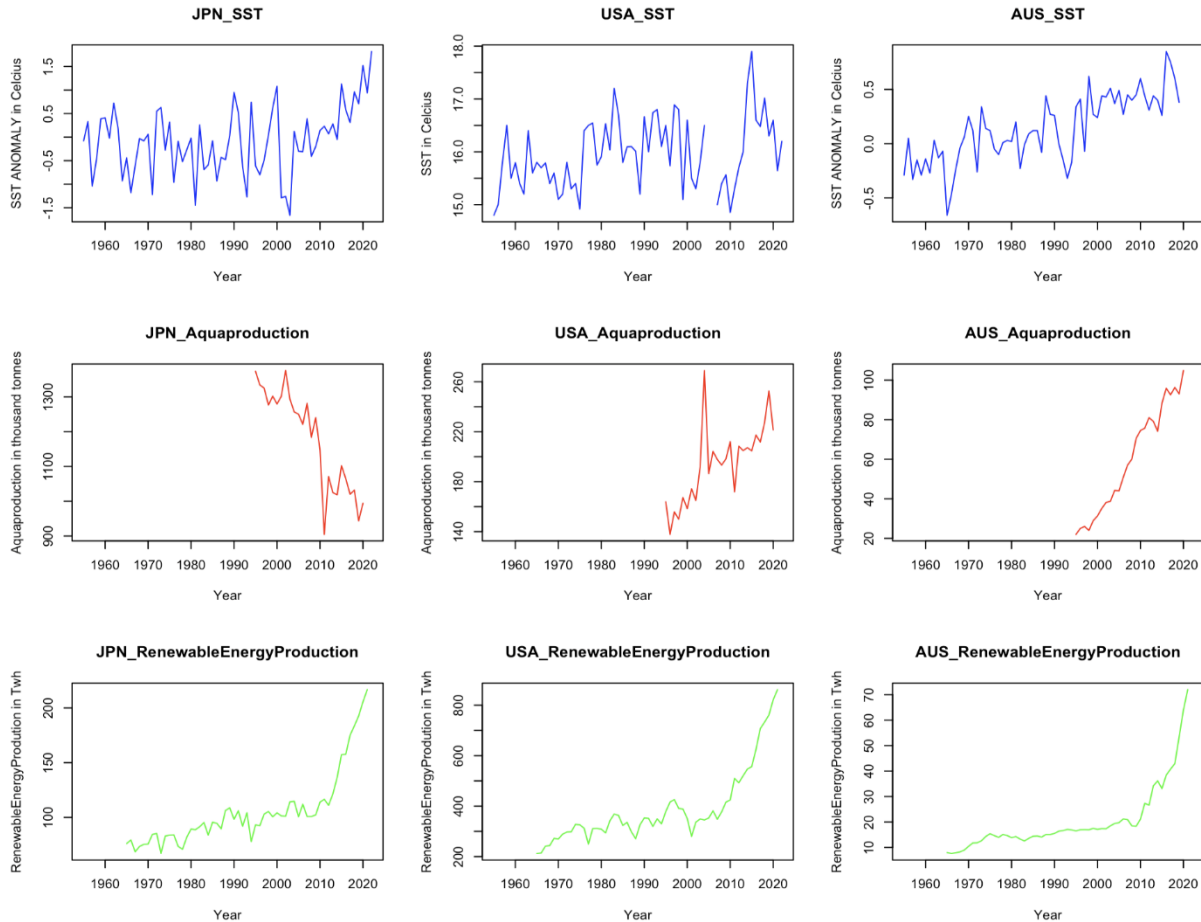 JPN_SST
SST ANOMALY in Celcius
1.5
0.5
-0.5
-1.5
1960 1970 1980 1990 2000 2010 2020
Year
USA_SST
SST in Celcius
18.0
17.0
16.0
15.0
1960 1970 1980 1990 2000 2010 2020
Year
AUS_SST
SST ANOMALY in Celcius
0.5
0.0
-0.5
1960 1970 1980 1990 2000 2010 2020
Year
JPN_Aquaproduction
Aquaproduction in thousand tonnes
1300
1100
900
1960 1970 1980 1990 2000 2010 2020
Year
USA_Aquaproduction
Aquaproduction in thousand tonnes
260
220
180
140
1960 1970 1980 1990 2000 2010 2020
Year
AUS_Aquaproduction
Aquaproduction in thousand tonnes
100
80
60
40
20
1960 1970 1980 1990 2000 2010 2020
Year
JPN_RenewableEnergyProduction
RenewableEnergyProdution in Twh
200
150
100
1960 1970 1980 1990 2000 2010 2020
Year
USA_RenewableEnergyProduction
RenewableEnergyProdution in Twh
800
600
400
200
1960 1970 1980 1990 2000 2010 2020
Year
AUS_RenewableEnergyProduction
RenewableEnergyProdution in Twh
70
60
50
40
30
20
10
1960 1970 1980 1990 2000 2010 2020
Year